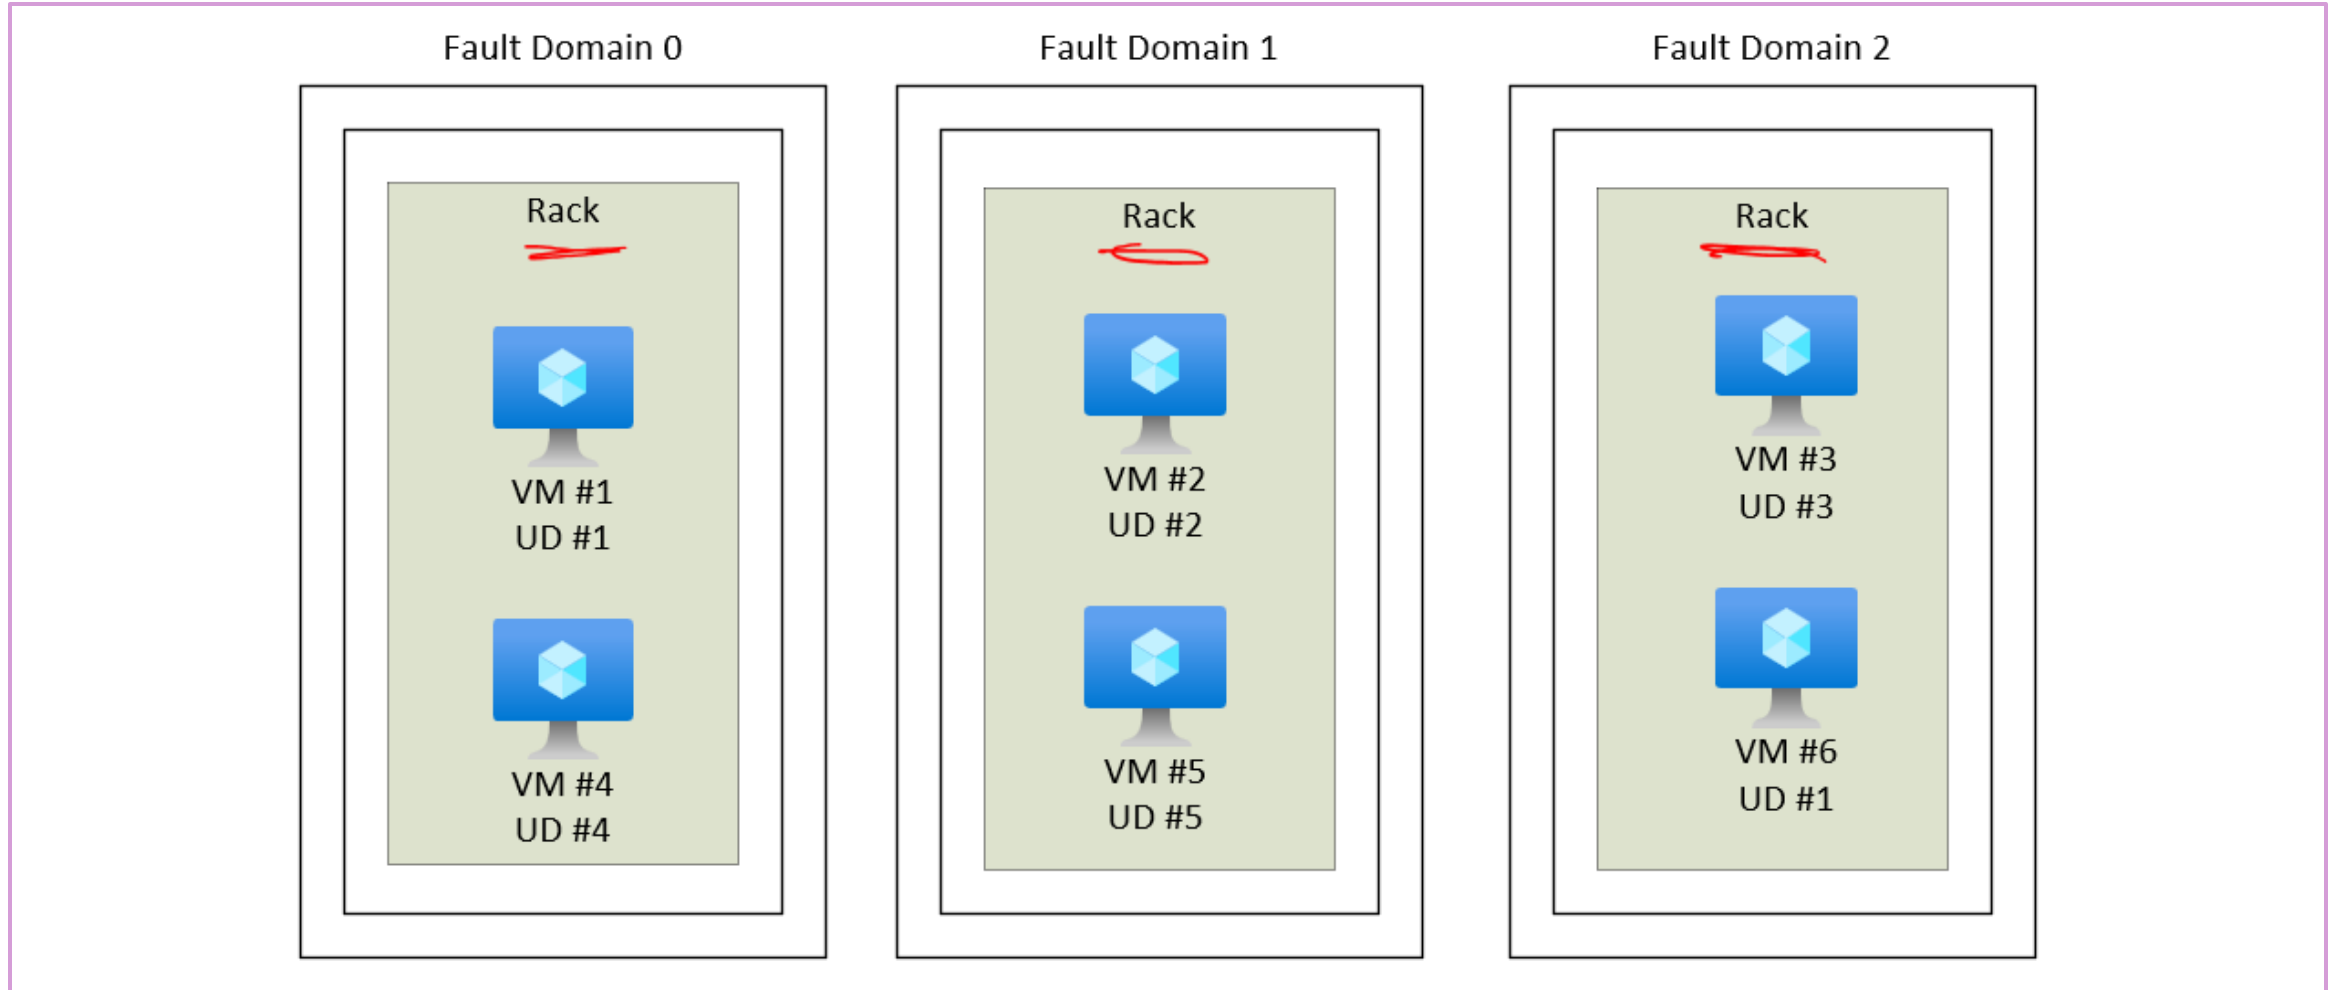 Fault Domain 0
Rack
VM #1
UD #1
VM #4
UD #4
Fault Domain 1
Rack
VM #2
UD #2
VM #5
UD #5
Fault Domain 2
Rack
VM #3
UD #3
VM #6
UD #1